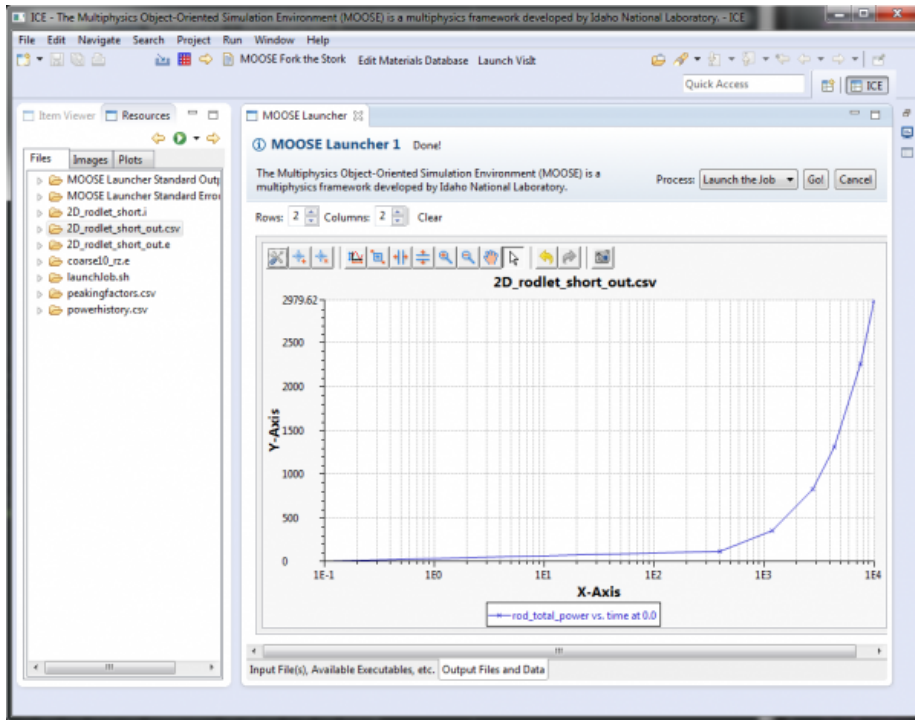 ICE - The Multiphysics Object-Oriented Simulation Environment (MOOSE) is a multiphysics framework developed by Idaho National Laboratory. - ICE
File Edit Navigate Search Project Run Window Help
MOOSE Fork the Stork Edit Materials Database Launch VisIt
Quick Access ICE
Item Viewer Resources
MOOSE Launcher
Files Images Plots
MOOSE Launcher Standard Outp
MOOSE Launcher Standard Error
2D_rodlet_short.i
2D_rodlet_short_out.csv
2D_rodlet_short_out.e
coarse10_rz.e
launchJob.sh
peakingfactors.csv
powerhistory.csv
MOOSE Launcher 1 Done!
The Multiphysics Object-Oriented Simulation Environment (MOOSE) is a
multiphysics framework developed by Idaho National Laboratory.
Process: Launch the Job Go! Cancel
Rows: 2 Columns: 2 Clear
2D_rodlet_short_out.csv
2979.62
2500
2000
1500
1000
500
0
Y-Axis
1E-1 1E0 1E1 1E2 1E3 1E4
X-Axis
rod_total_power vs. time at 0.0
Input File(s), Available Executables, etc. Output Files and Data